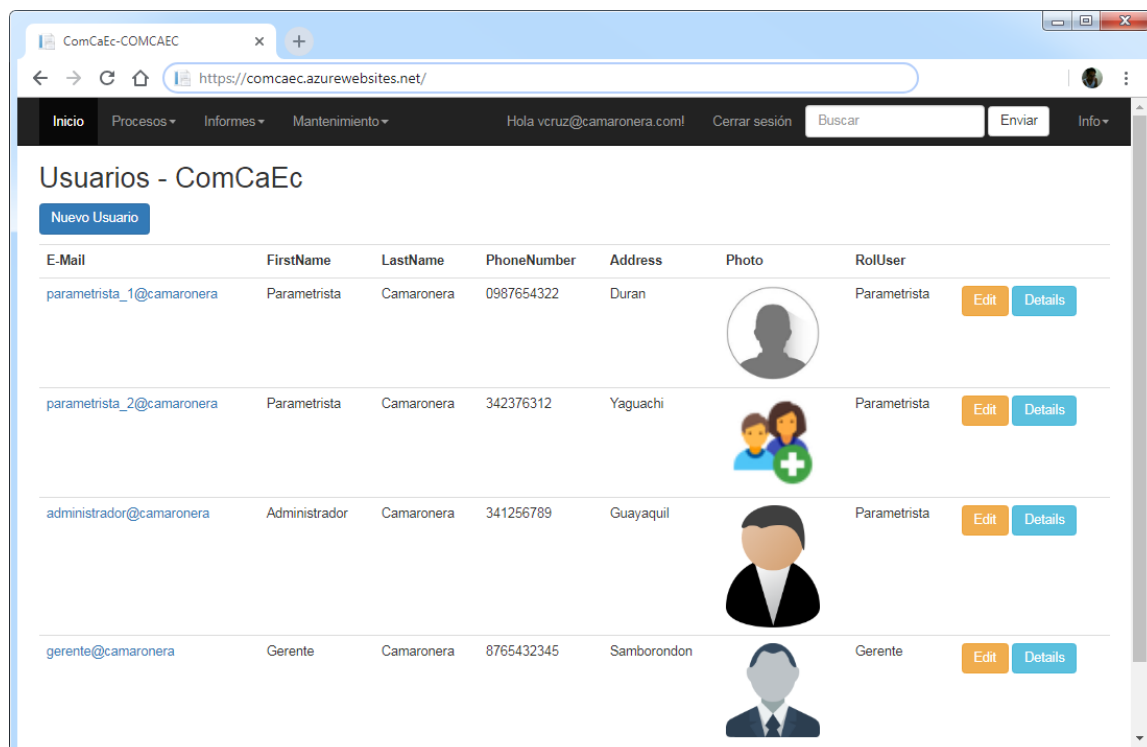 ComCaEc-COMCAEC
https://comcaec.azurewebsites.net/
Inicio Procesos Informes Mantenimiento Hola vcruz@camaronera.com! Cerrar sesión Buscar Enviar Info
Usuarios - ComCaEc
Nuevo Usuario
E-Mail FirstName LastName PhoneNumber Address Photo RolUser
parametrista_1@camaronera Parametrista Camaronera 0987654322 Duran Parametrista Edit Details
parametrista_2@camaronera Parametrista Camaronera 342376312 Yaguachi Parametrista Edit Details
administrador@camaronera Administrador Camaronera 341256789 Guayaquil Parametrista Edit Details
gerente@camaronera Gerente Camaronera 8765432345 Samborondon Gerente Edit Details